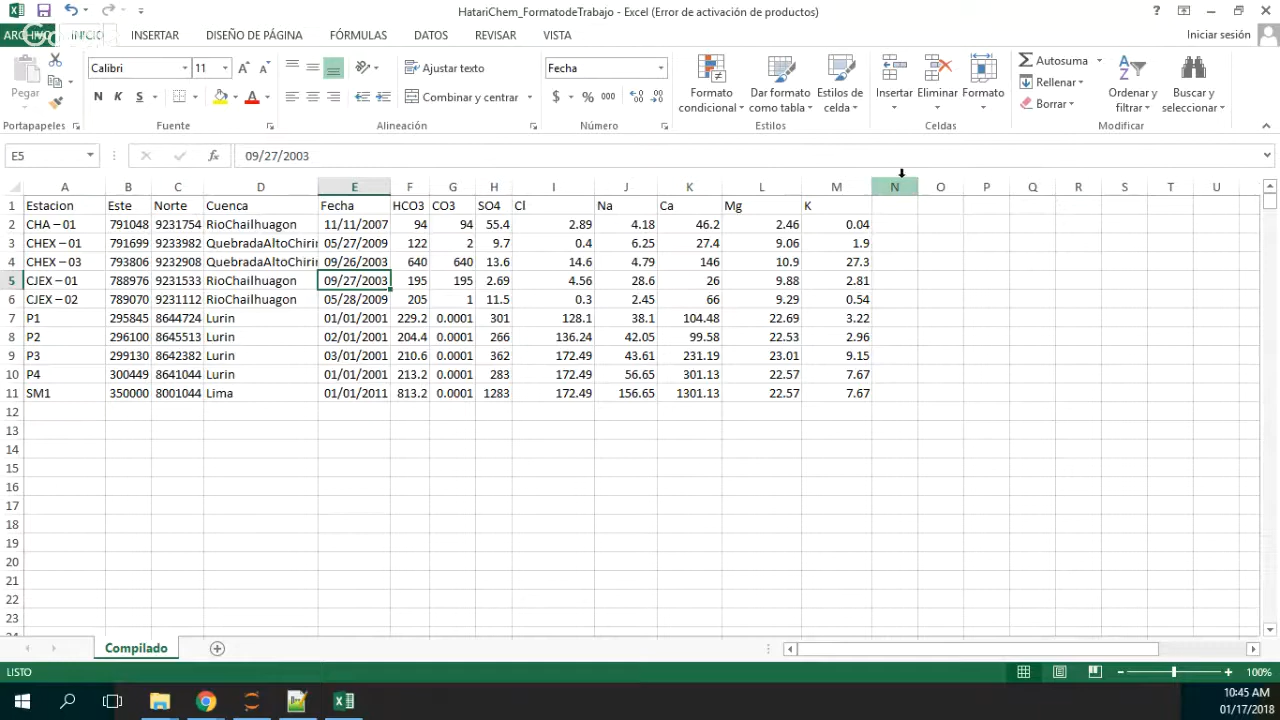 HatariChem_FormatodeTrabajo - Excel (Error de activación de productos)
ARCHIVO INICIO INSERTAR DISEÑO DE PÁGINA FÓRMULAS DATOS REVISAR VISTA Iniciar sesión
Pegar Calibri 11 Ajustar texto Fecha Formato condicional Dar formato como tabla Estilos de celda Insertar Eliminar Formato Autosuma Rellenar Borrar Ordenar y filtrar Buscar y seleccionar
N K S A Combinar y centrar $ % 000
Portapapeles Fuente Alineación Número Estilos Celdas Modificar
E5 fx 09/27/2003
A B C D E F G H I J K L M N O P Q R S T U
1 Estacion Este Norte Cuenca Fecha HCO3 CO3 SO4 Cl Na Ca Mg K
2 CHA – 01 791048 9231754 RioChailhuagon 11/11/2007 94 94 55.4 2.89 4.18 46.2 2.46 0.04
3 CHEX – 01 791699 9233982 QuebradaAltoChirin 05/27/2009 122 2 9.7 0.4 6.25 27.4 9.06 1.9
4 CHEX – 03 793806 9232908 QuebradaAltoChirin 09/26/2003 640 640 13.6 14.6 4.79 146 10.9 27.3
5 CJEX – 01 788976 9231533 RioChailhuagon 09/27/2003 195 195 2.69 4.56 28.6 26 9.88 2.81
6 CJEX – 02 789070 9231112 RioChailhuagon 05/28/2009 205 1 11.5 0.3 2.45 66 9.29 0.54
7 P1 295845 8644724 Lurin 01/01/2001 229.2 0.0001 301 128.1 38.1 104.48 22.69 3.22
8 P2 296100 8645513 Lurin 02/01/2001 204.4 0.0001 266 136.24 42.05 99.58 22.53 2.96
9 P3 299130 8642382 Lurin 03/01/2001 210.6 0.0001 362 172.49 43.61 231.19 23.01 9.15
10 P4 300449 8641044 Lurin 01/01/2001 213.2 0.0001 283 172.49 56.65 301.13 22.57 7.67
11 SM1 350000 8001044 Lima 01/01/2011 813.2 0.0001 1283 172.49 156.65 1301.13 22.57 7.67
12
13
14
15
16
17
18
19
20
21
22
23
Compilado
LISTO 100%
10:45 AM
01/17/2018